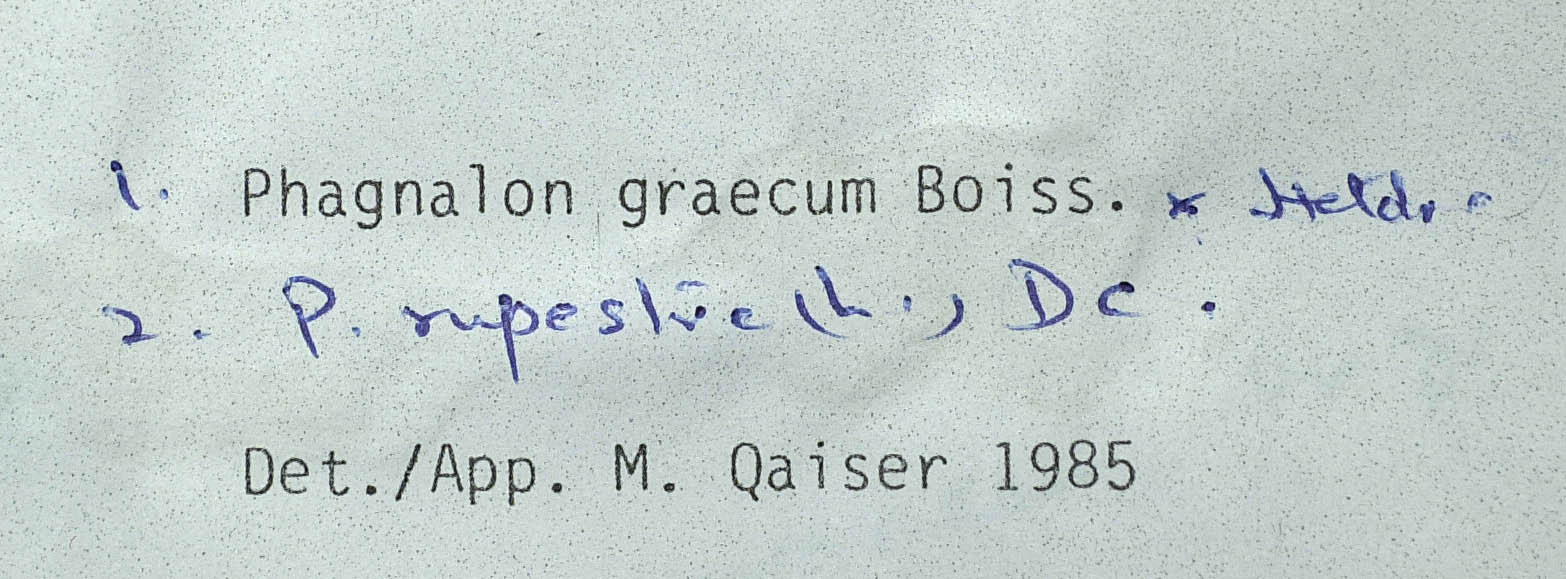 1. Phagnalon graecum Boiss. & Heldr.
2. P. rupestre (L.) DC.
Det./App. M. Qaiser 1985